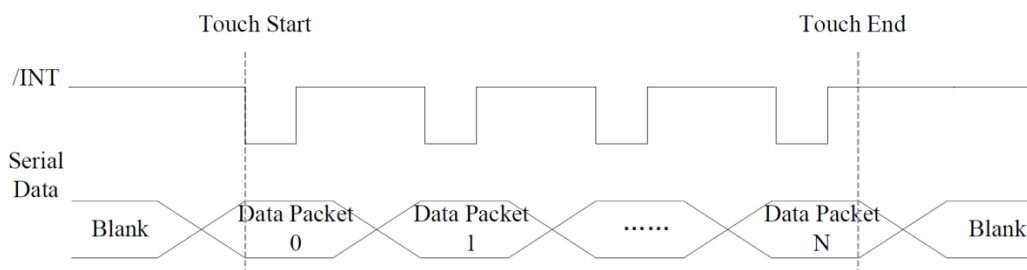 Touch Start
Touch End
/INT
Serial
Data
Blank
Data Packet
0
Data Packet
1
......
Data Packet
N
Blank